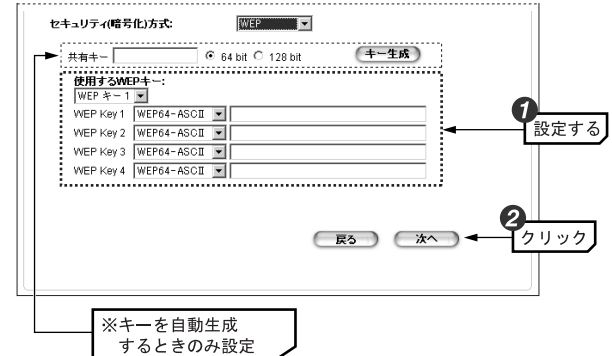 セキュリティ(暗号化)方式: WEP
共有キー 64 bit 128 bit キー生成
使用するWEPキー:
WEP キー 1
WEP Key 1 WEP64-ASCII
WEP Key 2 WEP64-ASCII
WEP Key 3 WEP64-ASCII
WEP Key 4 WEP64-ASCII
1
設定する
戻る 次へ
2
クリック
※キーを自動生成
するときのみ設定